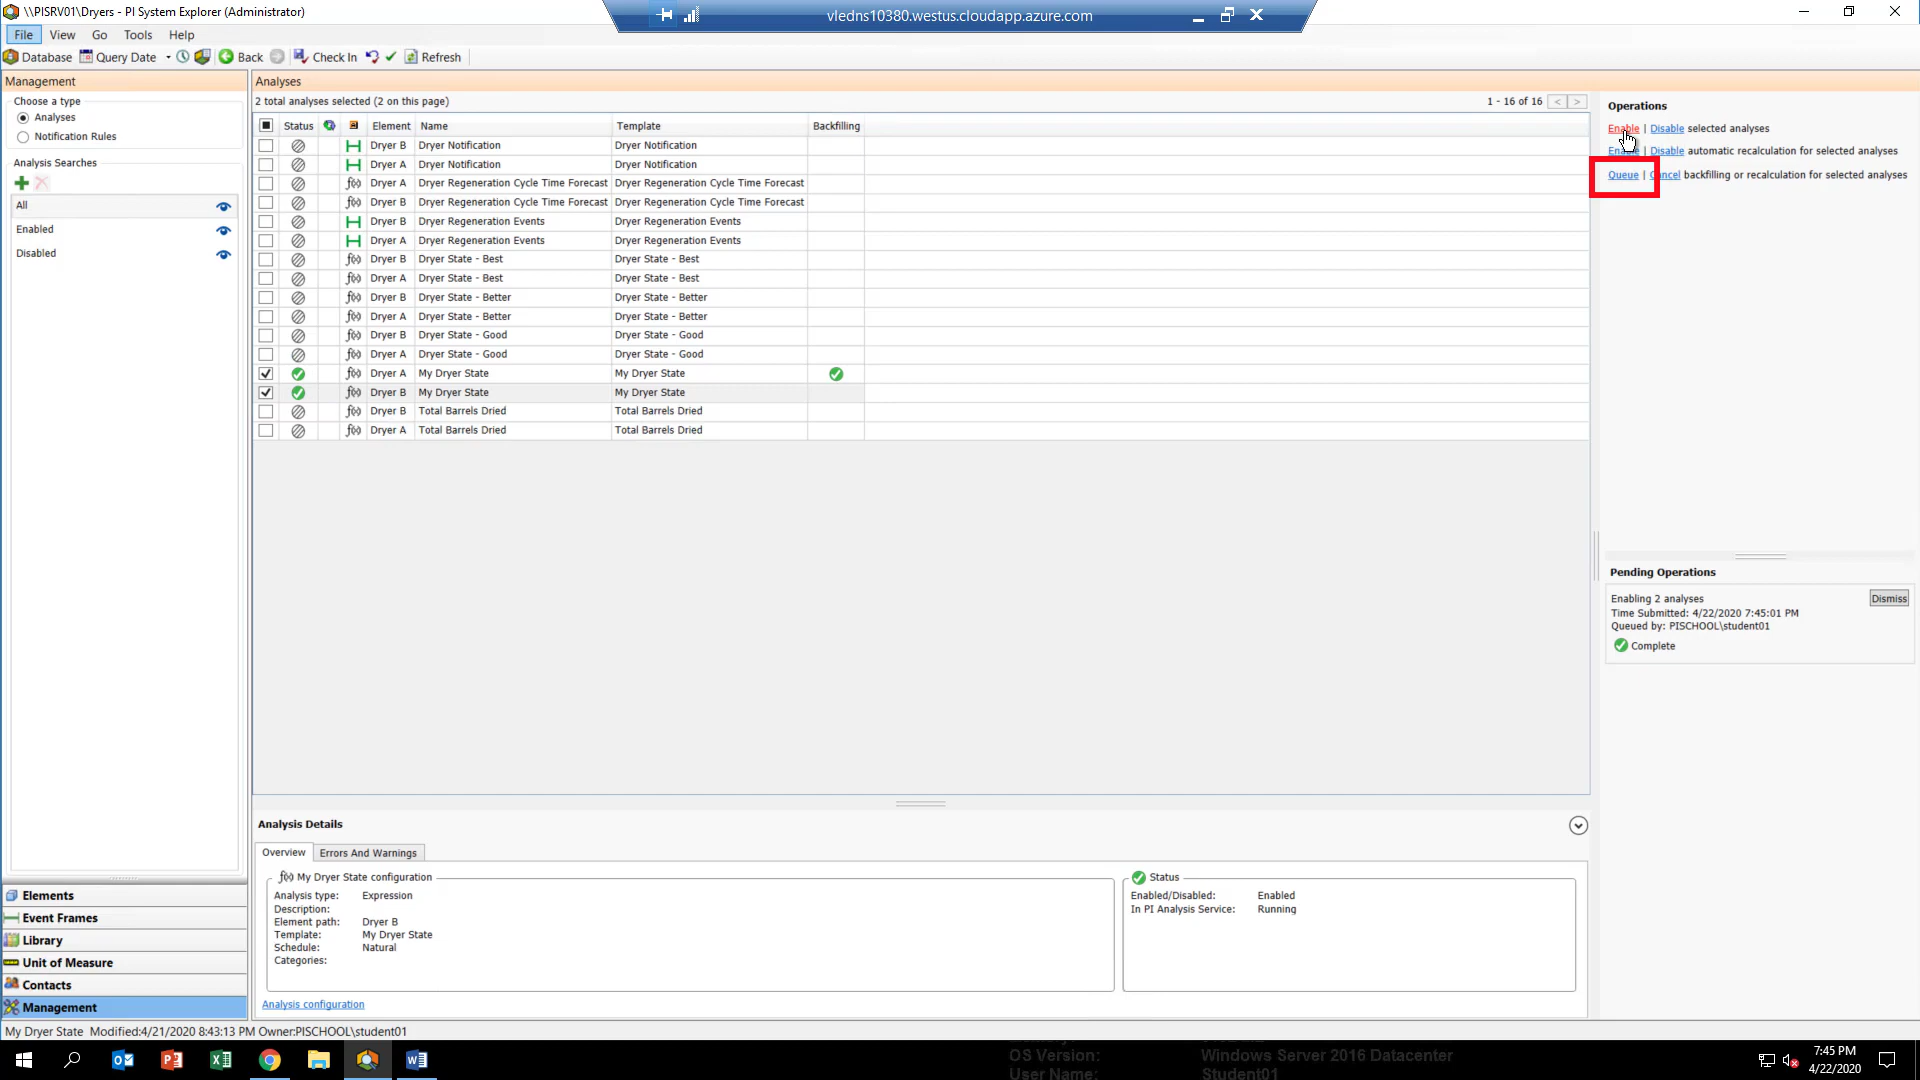 \\PISRV01\Dryers - PI System Explorer (Administrator)
vledns10380.westus.cloudapp.azure.com
File View Go Tools Help
Database Query Date Back Check In Refresh
Management
Choose a type
Analyses
Notification Rules
Analysis Searches
All
Enabled
Disabled
Elements
Event Frames
Library
Unit of Measure
Contacts
Management
Analyses
2 total analyses selected (2 on this page)
1 - 16 of 16 < >
Status Element Name Template Backfilling
Dryer B Dryer Notification Dryer Notification
Dryer A Dryer Notification Dryer Notification
f(x) Dryer A Dryer Regeneration Cycle Time Forecast Dryer Regeneration Cycle Time Forecast
f(x) Dryer B Dryer Regeneration Cycle Time Forecast Dryer Regeneration Cycle Time Forecast
Dryer B Dryer Regeneration Events Dryer Regeneration Events
Dryer A Dryer Regeneration Events Dryer Regeneration Events
f(x) Dryer B Dryer State - Best Dryer State - Best
f(x) Dryer A Dryer State - Best Dryer State - Best
f(x) Dryer B Dryer State - Better Dryer State - Better
f(x) Dryer A Dryer State - Better Dryer State - Better
f(x) Dryer B Dryer State - Good Dryer State - Good
f(x) Dryer A Dryer State - Good Dryer State - Good
f(x) Dryer A My Dryer State My Dryer State
f(x) Dryer B My Dryer State My Dryer State
f(x) Dryer B Total Barrels Dried Total Barrels Dried
f(x) Dryer A Total Barrels Dried Total Barrels Dried
Analysis Details
Overview Errors And Warnings
f(x) My Dryer State configuration
Analysis type: Expression
Description:
Element path: Dryer B
Template: My Dryer State
Schedule: Natural
Categories:
Status
Enabled/Disabled: Enabled
In PI Analysis Service: Running
Analysis configuration
Operations
Enable | Disable selected analyses
Enable | Disable automatic recalculation for selected analyses
Queue | Cancel backfilling or recalculation for selected analyses
Pending Operations
Enabling 2 analyses Dismiss
Time Submitted: 4/22/2020 7:45:01 PM
Queued by: PISCHOOL\student01
Complete
My Dryer State Modified:4/21/2020 8:43:13 PM Owner:PISCHOOL\student01
OS Version: Windows Server 2016 Datacenter
User Name: Student01
7:45 PM
4/22/2020